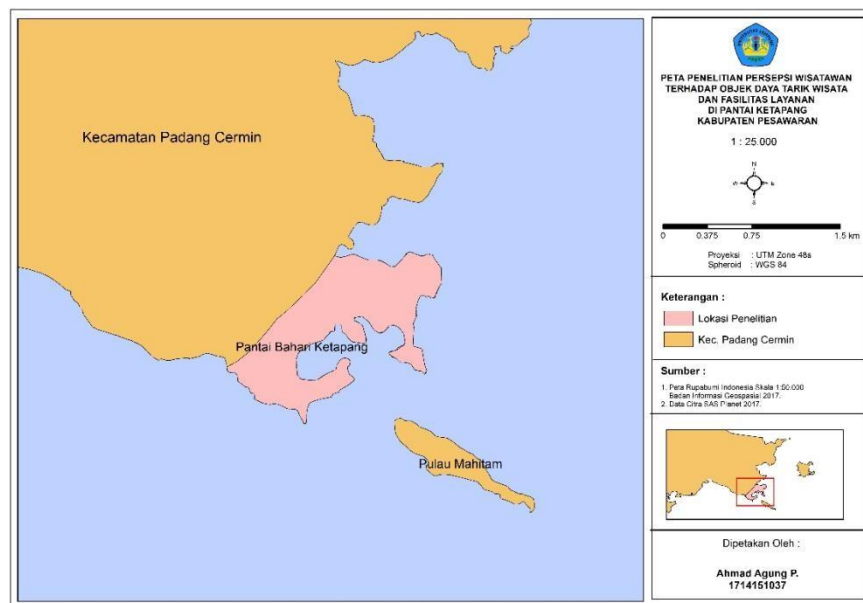 Kecamatan Padang Cermin
Pantai Bahan Ketapang
Pulau Mahitam
PETA PENELITIAN PERSEPSI WISATAWAN
TERHADAP OBJEK DAYA TARIK WISATA
DAN FASILITAS LAYANAN
DI PANTAI KETAPANG
KABUPATEN PESAWARAN
1 : 25.000
N
W E
S
0 0.375 0.75 1.5 km
Proyeksi : UTM Zone 48s
Spheroid : WGS 84
Keterangan :
Lokasi Penelitian
Kec. Padang Cermin
Sumber :
1. Peta Rupabumi Indonesia Skala 1:50.000
Badan Informasi Geospasial 2017.
2. Data Citra SAS Planet 2017.
Dipetakan Oleh :
Ahmad Agung P.
1714151037